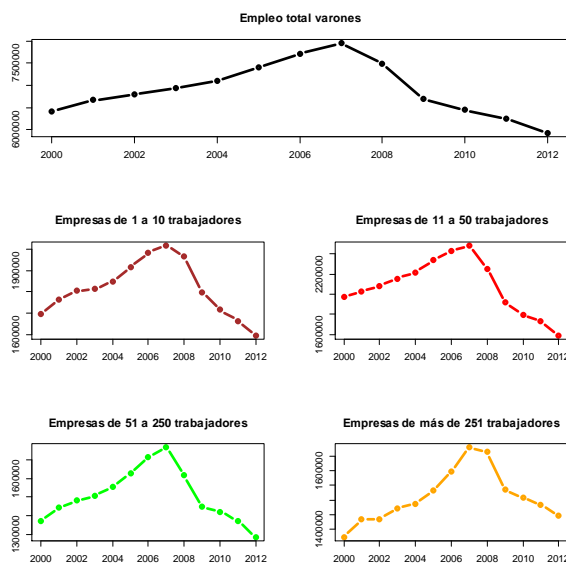 Empleo total varones
7500000
6000000
2000 2002 2004 2006 2008 2010 2012
Empresas de 1 a 10 trabajadores
1900000
1600000
2000 2002 2004 2006 2008 2010 2012
Empresas de 11 a 50 trabajadores
2200000
1600000
2000 2002 2004 2006 2008 2010 2012
Empresas de 51 a 250 trabajadores
1600000
1300000
2000 2002 2004 2006 2008 2010 2012
Empresas de más de 251 trabajadores
1600000
1400000
2000 2002 2004 2006 2008 2010 2012